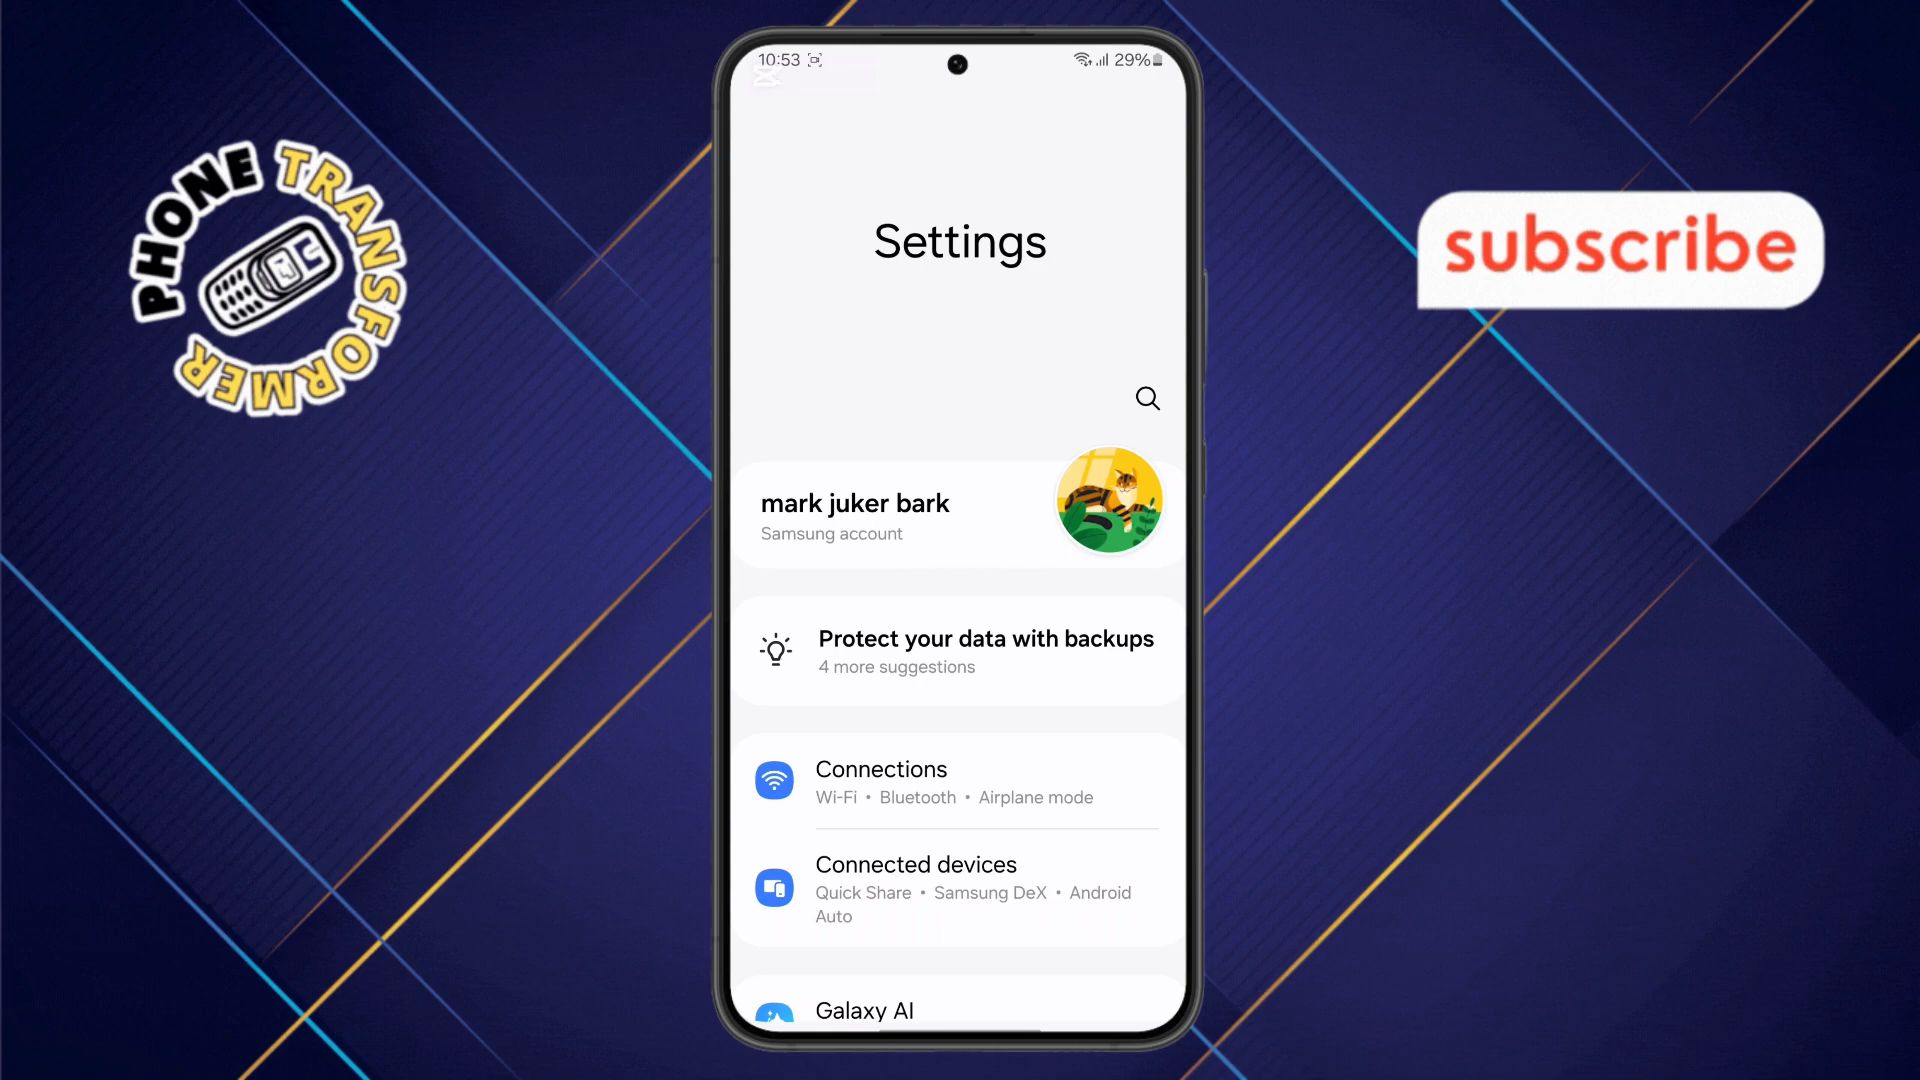 PHONE TRANSFORMER
subscribe
10:53
29%
Settings
mark juker bark
Samsung account
Protect your data with backups
4 more suggestions
Connections
Wi-Fi • Bluetooth • Airplane mode
Connected devices
Quick Share • Samsung DeX • Android
Auto
Galaxy AI